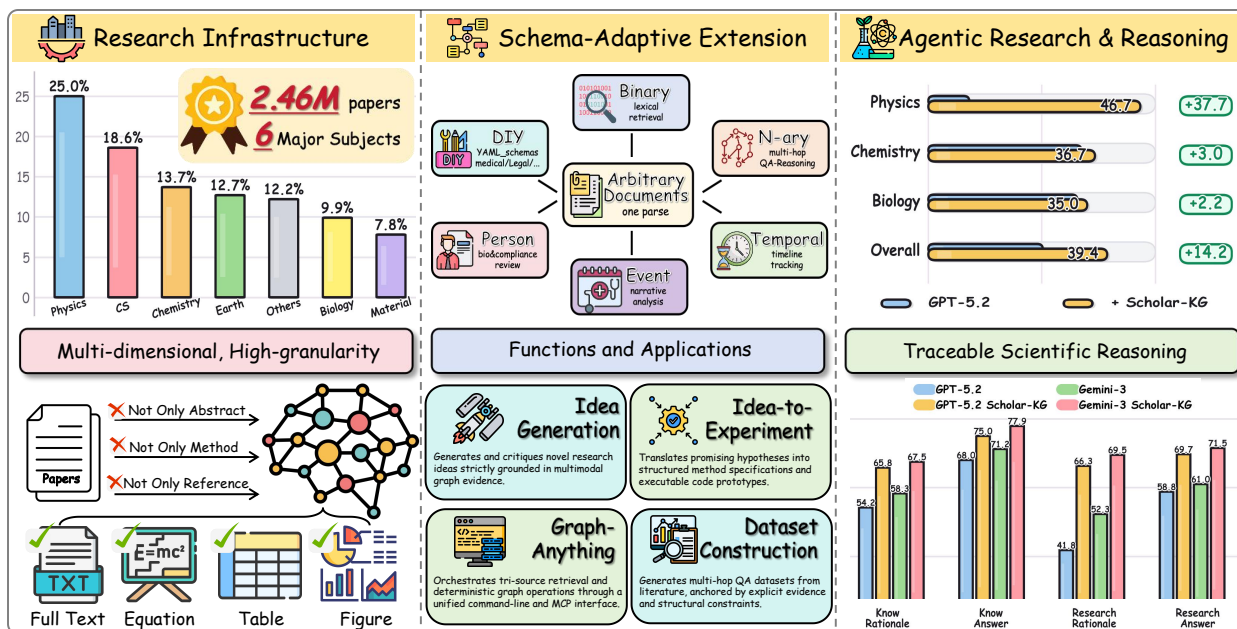 Research Infrastructure
25
20
15
10
5
0
25.0%
18.6%
13.7%
12.7%
12.2%
9.9%
7.8%
Physics
CS
Chemistry
Earth
Others
Biology
Material
2.46M papers
6 Major Subjects
Multi-dimensional, High-granularity
Papers
Not Only Abstract
Not Only Method
Not Only Reference
TXT
E=mc²
Full Text
Equation
Table
Figure
Schema-Adaptive Extension
Binary
lexical
retrieval
DIY
DIY
YAML_schemas
medical/Legal/...
N-ary
multi-hop
QA-Reasoning
Arbitrary
Documents
one parse
Person
bio&compliance
review
Temporal
timeline
tracking
Event
narrative
analysis
Functions and Applications
Idea
Generation
Generates and critiques novel research
ideas strictly grounded in multimodal
graph evidence.
Idea-to-
Experiment
Translates promising hypotheses into
structured method specifications and
executable code prototypes.
Graph-
Anything
Orchestrates tri-source retrieval and
deterministic graph operations through a
unified command-line and MCP interface.
Dataset
Construction
Generates multi-hop QA datasets from
literature, anchored by explicit evidence
and structural constraints.
Agentic Research & Reasoning
Physics
46.7
+37.7
Chemistry
36.7
+3.0
Biology
35.0
+2.2
Overall
39.4
+14.2
GPT-5.2
+ Scholar-KG
Traceable Scientific Reasoning
GPT-5.2
Gemini-3
GPT-5.2 Scholar-KG
Gemini-3 Scholar-KG
54.2
65.8
58.3
67.5
68.0
75.0
71.2
77.9
41.8
66.3
52.3
69.5
58.8
69.7
61.0
71.5
Know
Rationale
Know
Answer
Research
Rationale
Research
Answer